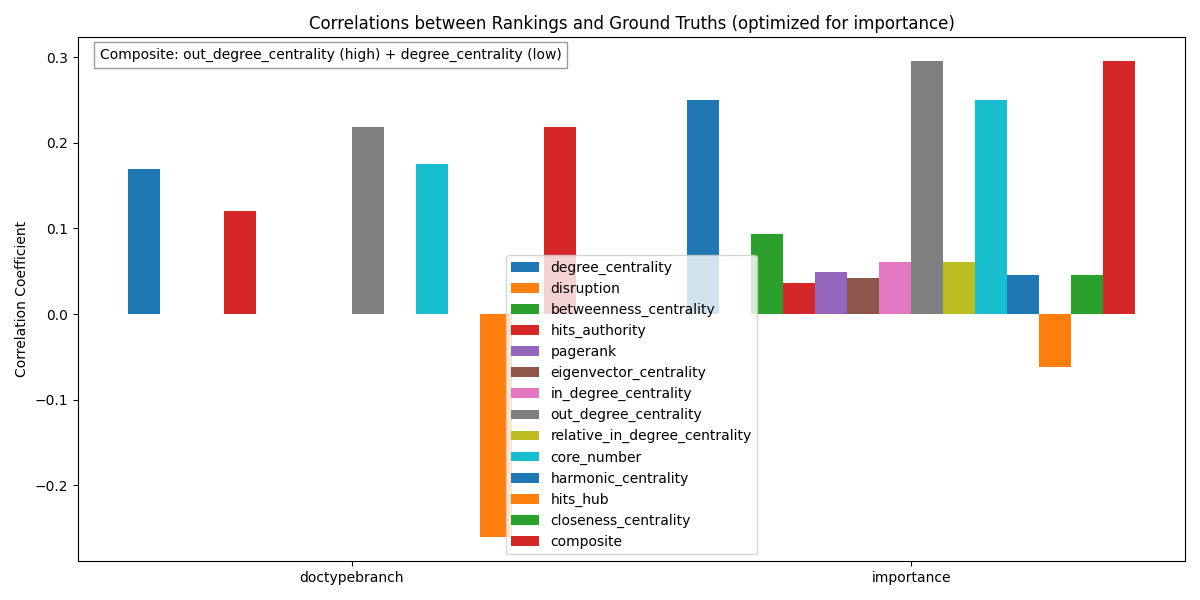 Correlations between Rankings and Ground Truths (optimized for importance)
Composite: out_degree_centrality (high) + degree_centrality (low)
Correlation Coefficient
0.3
0.2
0.1
0.0
−0.1
−0.2
degree_centrality
disruption
betweenness_centrality
hits_authority
pagerank
eigenvector_centrality
in_degree_centrality
out_degree_centrality
relative_in_degree_centrality
core_number
harmonic_centrality
hits_hub
closeness_centrality
composite
doctypebranch
importance